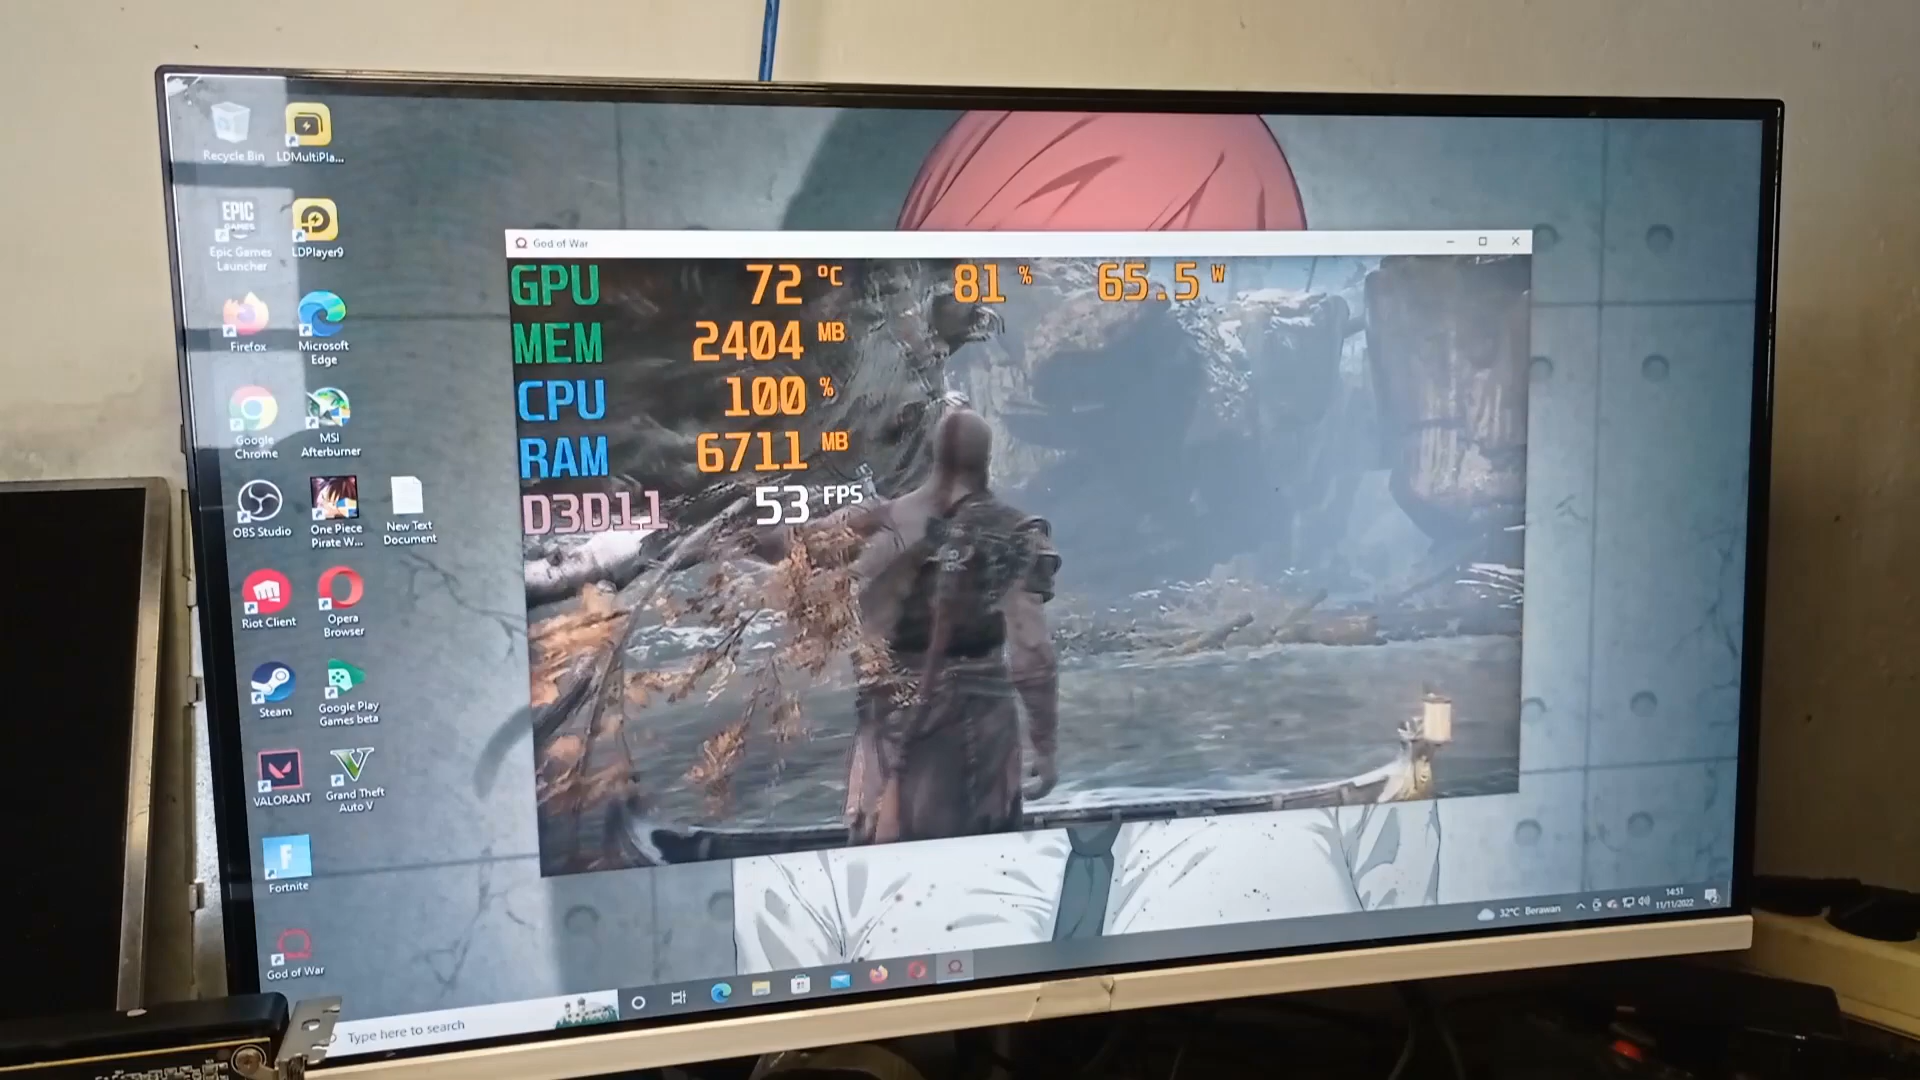 Recycle Bin
LDMultiPla...
EPIC
GAMES
Epic Games
Launcher
LDPlayer9
Firefox
Microsoft
Edge
Google
Chrome
MSI
Afterburner
OBS Studio
One Piece
Pirate W...
New Text
Document
Riot Client
Opera
Browser
Steam
Google Play
Games beta
VALORANT
Grand Theft
Auto V
Fortnite
God of War
God of War
GPU 72 °C 81 % 65.5 W
MEM 2404 MB
CPU 100 %
RAM 6711 MB
D3D11 53 FPS
Type here to search
32°C Berawan
14:51
11/11/2022